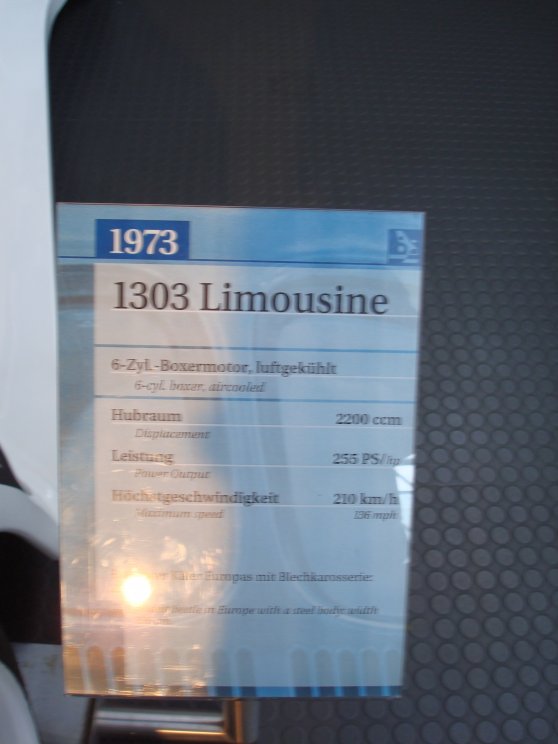 1973
1303 Limousine
6-Zyl.-Boxermotor, luftgekühlt
6-cyl. boxer, aircooled
Hubraum 2200 ccm
Displacement
Leistung 255 PS/hp
Power Output
Höchstgeschwindigkeit 210 km/h
Maximum speed 136 mph
Käfer Europas mit Blechkarosserie:
beetle in Europe with a steel body: width